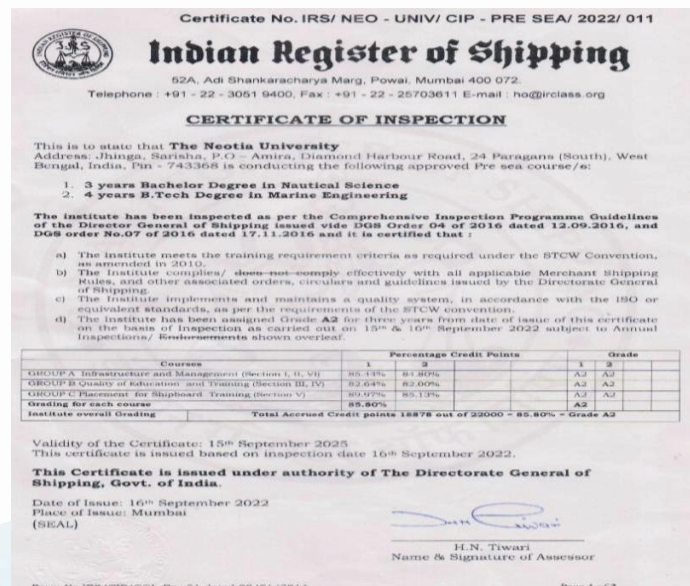 Certificate No. IRS/ NEO - UNIV/ CIP - PRE SEA/ 2022/ 011
Indian Register of Shipping
52A, Adi Shankaracharya Marg, Powai, Mumbai 400 072.
Telephone : +91 - 22 - 3051 9400, Fax : +91 - 22 - 25703611 E-mail : ho@irclass.org
CERTIFICATE OF INSPECTION
This is to state that The Neotia University
Address: Jhinga, Sarisha, P.O – Amira, Diamond Harbour Road, 24 Paragans (South), West
Bengal, India, Pin - 743368 is conducting the following approved Pre sea course/s:
1. 3 years Bachelor Degree in Nautical Science
2. 4 years B.Tech Degree in Marine Engineering
The institute has been inspected as per the Comprehensive Inspection Programme Guidelines
of the Director General of Shipping issued vide DGS Order 04 of 2016 dated 12.09.2016, and
DGS order No.07 of 2016 dated 17.11.2016 and it is certified that :
a) The Institute meets the training requirement criteria as required under the STCW Convention,
as amended in 2010.
b) The Institute complies/ does not comply effectively with all applicable Merchant Shipping
Rules, and other associated orders, circulars and guidelines issued by the Directorate General
of Shipping.
c) The Institute implements and maintains a quality system, in accordance with the ISO or
equivalent standards, as per the requirements of the STCW convention.
d) The Institute has been assigned Grade A2 for three years from date of issue of this certificate
on the basis of Inspection as carried out on 15th & 16th September 2022 subject to Annual
Inspections/ Endorsements shown overleaf.
Courses Percentage Credit Points Grade
1 2 1 2
GROUP A Infrastructure and Management (Section I, II, VI) 85.44% 84.80% A2 A2
GROUP B Quality of Education and Training (Section III, IV) 82.64% 82.00% A2 A2
GROUP C Placement for Shipboard Training (Section V) 89.97% 85.13% A2 A2
Grading for each course 85.80% A2
Institute overall Grading Total Accrued Credit points 18878 out of 22000 = 85.80% = Grade A2
Validity of the Certificate: 15th September 2025
This certificate is issued based on inspection date 16th September 2022.
This Certificate is issued under authority of The Directorate General of
Shipping, Govt. of India.
Date of Issue: 16th September 2022
Place of Issue: Mumbai
(SEAL)
H.N. Tiwari
Name & Signature of Assessor